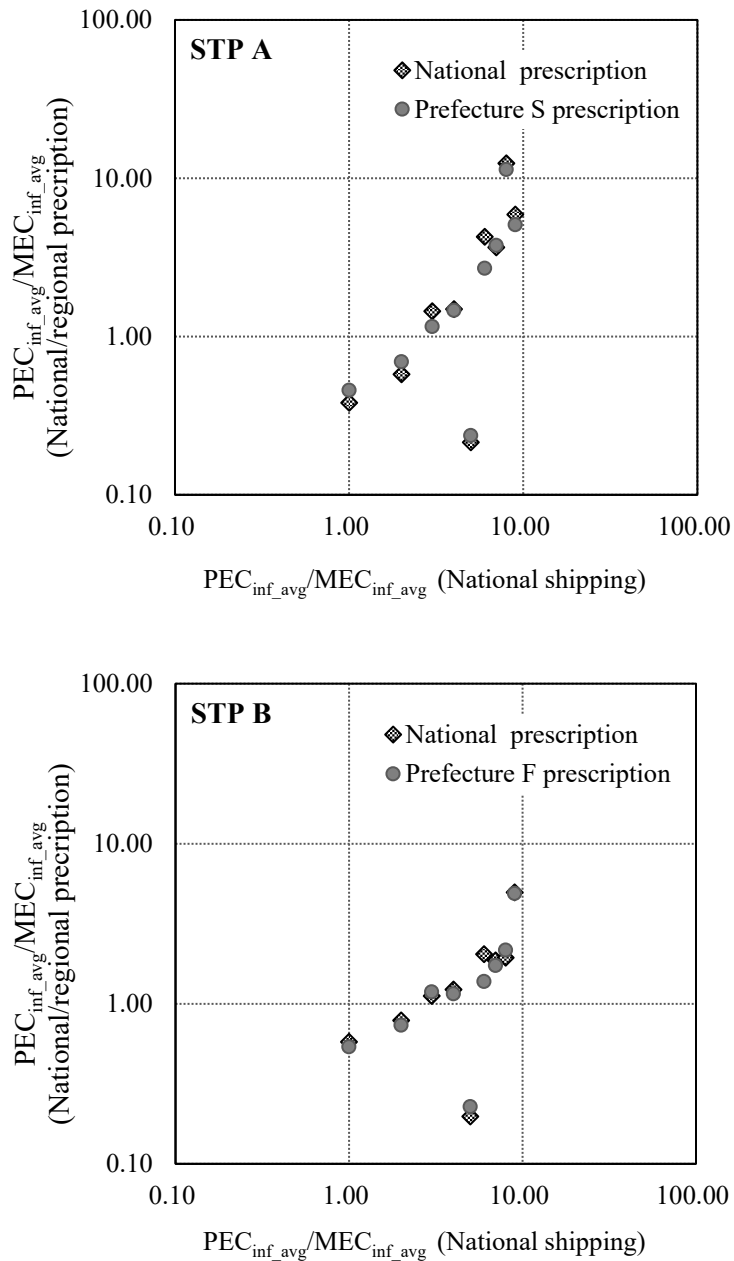 100.00
STP A
National prescription
Prefecture S prescription
10.00
1.00
0.10
PECinf_avg/MECinf_avg
(National/regional precription)
0.10 1.00 10.00 100.00
PECinf_avg/MECinf_avg (National shipping)
100.00
STP B
National prescription
Prefecture F prescription
10.00
1.00
0.10
PECinf_avg/MECinf_avg
(National/regional precription)
0.10 1.00 10.00 100.00
PECinf_avg/MECinf_avg (National shipping)